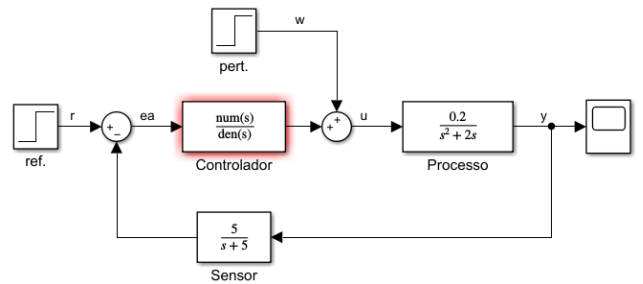 w
pert.
r
+
−
ea
num(s)
den(s)
Controlador
+
+
u
0.2
s² + 2s
Processo
y
ref.
5
s + 5
Sensor